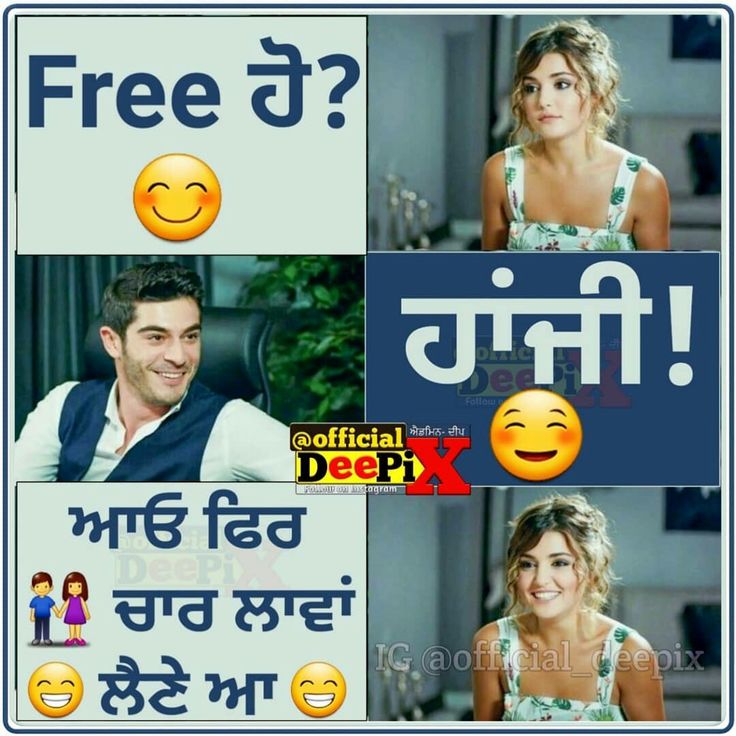 Free ਹੋ?
ਹਾਂਜੀ!
@official
ਐਡਮਿਨ- ਦੀਪ
DeePiX
Follow on Instagram
ਆਓ ਫਿਰ
ਚਾਰ ਲਾਵਾਂ
ਲੈਣੇ ਆ
IG @official_deepix